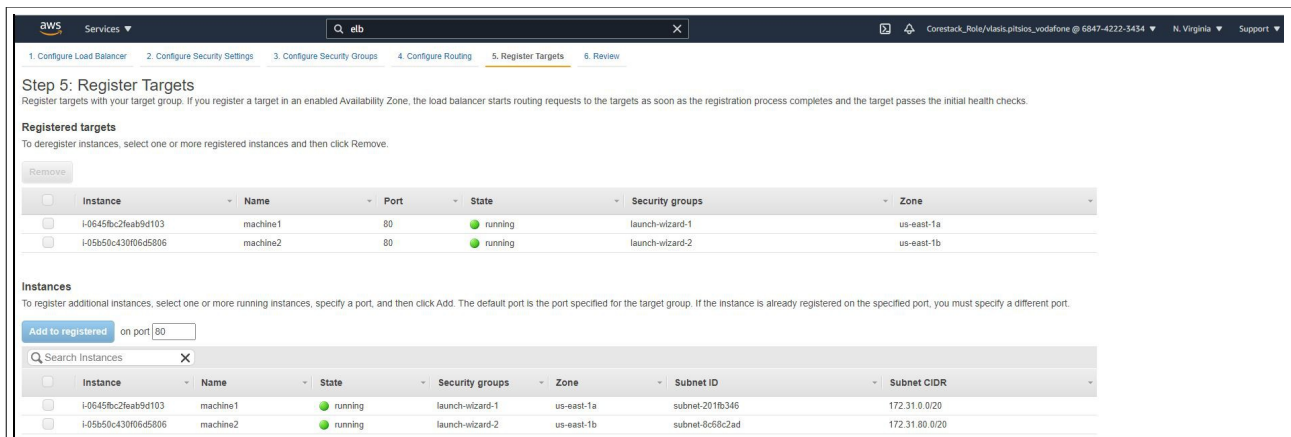 aws Services elb Corestack_Role/vlasis.pitsios_vodafone @ 6847-4222-3434 N. Virginia Support
1. Configure Load Balancer 2. Configure Security Settings 3. Configure Security Groups 4. Configure Routing 5. Register Targets 6. Review
Step 5: Register Targets
Register targets with your target group. If you register a target in an enabled Availability Zone, the load balancer starts routing requests to the targets as soon as the registration process completes and the target passes the initial health checks.
Registered targets
To deregister instances, select one or more registered instances and then click Remove.
Remove
Instance Name Port State Security groups Zone
i-0645fbc2feab9d103 machine1 80 running launch-wizard-1 us-east-1a
i-05b50c430f06d5806 machine2 80 running launch-wizard-2 us-east-1b
Instances
To register additional instances, select one or more running instances, specify a port, and then click Add. The default port is the port specified for the target group. If the instance is already registered on the specified port, you must specify a different port.
Add to registered on port 80
Search Instances
Instance Name State Security groups Zone Subnet ID Subnet CIDR
i-0645fbc2feab9d103 machine1 running launch-wizard-1 us-east-1a subnet-201fb346 172.31.0.0/20
i-05b50c430f06d5806 machine2 running launch-wizard-2 us-east-1b subnet-8c68c2ad 172.31.80.0/20